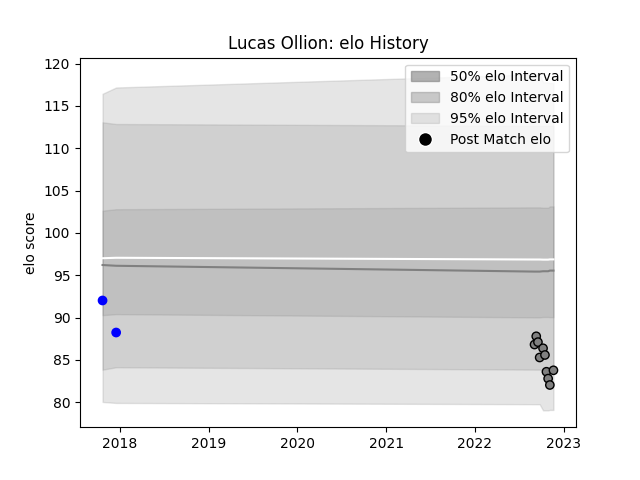 Lucas Ollion: elo History
120
115
110
105
100
95
90
85
80
elo score
50% elo Interval
80% elo Interval
95% elo Interval
Post Match elo
2018 2019 2020 2021 2022 2023